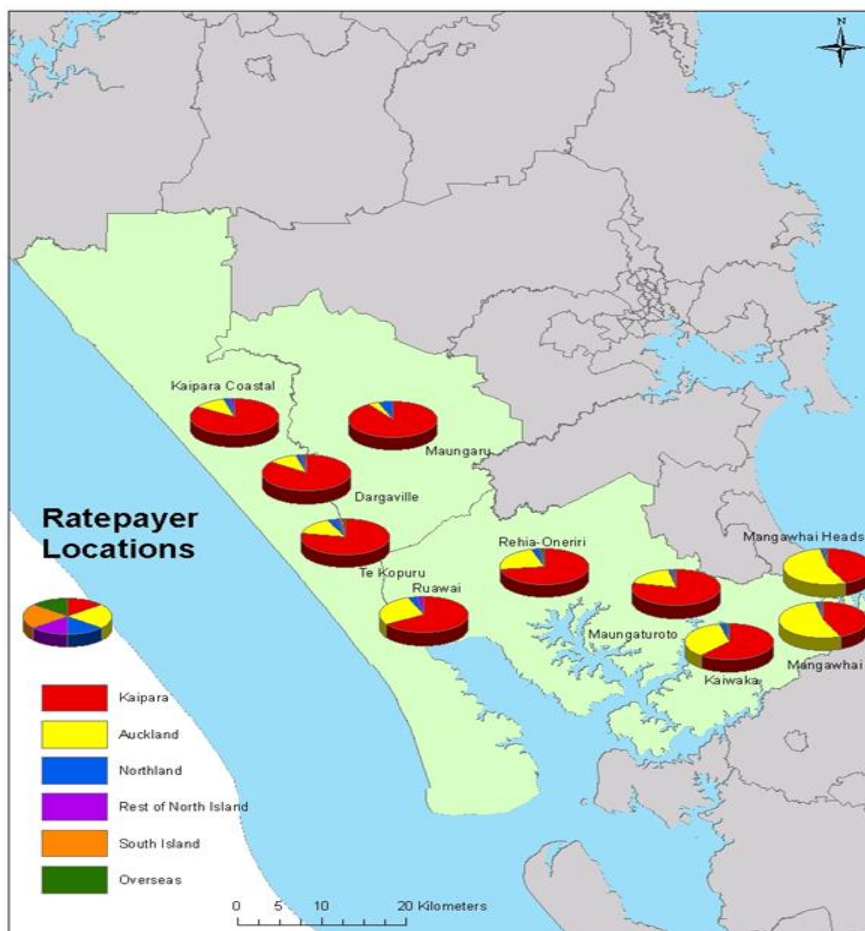 N
Kaipara Coastal
Maungaru
Dargaville
Ratepayer
Locations
Te Kopuru
Ruawai
Rehia-Oneriri
Mangawhai Heads
Maungaturoto
Kaiwaka
Mangawhai
Kaipara
Auckland
Northland
Rest of North Island
South Island
Overseas
0 5 10 20 Kilometers